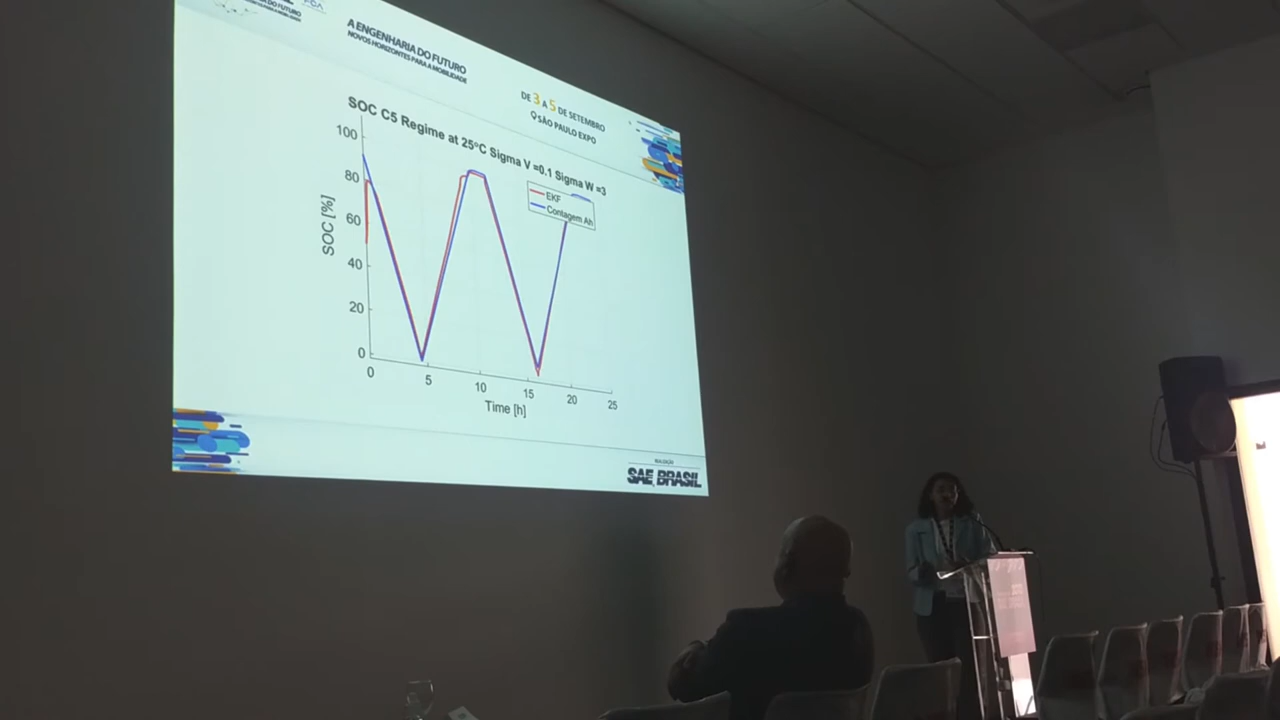 DO FUTURO
A ENGENHARIA DO FUTURO
NOVOS HORIZONTES PARA A MOBILIDADE
DE 3 A 5 DE SETEMBRO
SÃO PAULO EXPO
SOC C5 Regime at 25°C Sigma V =0.1 Sigma W =3
100
80
60
40
20
0
SOC [%]
EKF
Contagem Ah
0
5
10
15
20
25
Time [h]
REALIZAÇÃO
SAE BRASIL